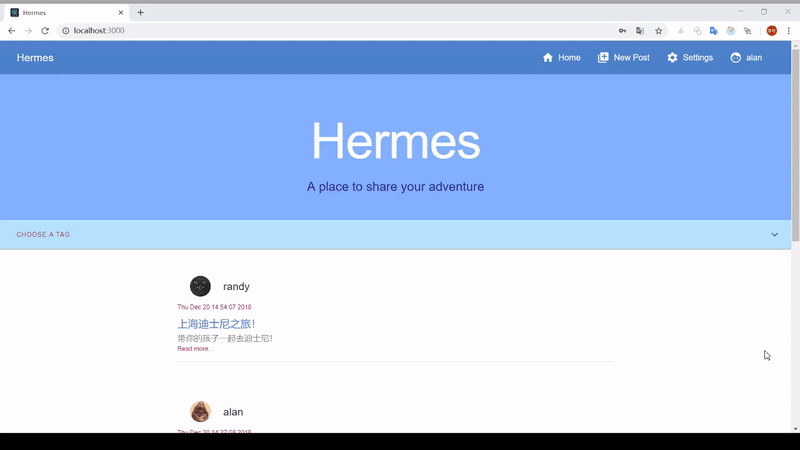 Hermes
localhost:3000
Hermes
Home
New Post
Settings
alan
Hermes
A place to share your adventure
CHOOSE A TAG
randy
Thu Dec 20 14:54:07 2018
上海迪士尼之旅!
带你的孩子一起去迪士尼!
Read more...
alan
Thu Dec 20 14:27:08 2018